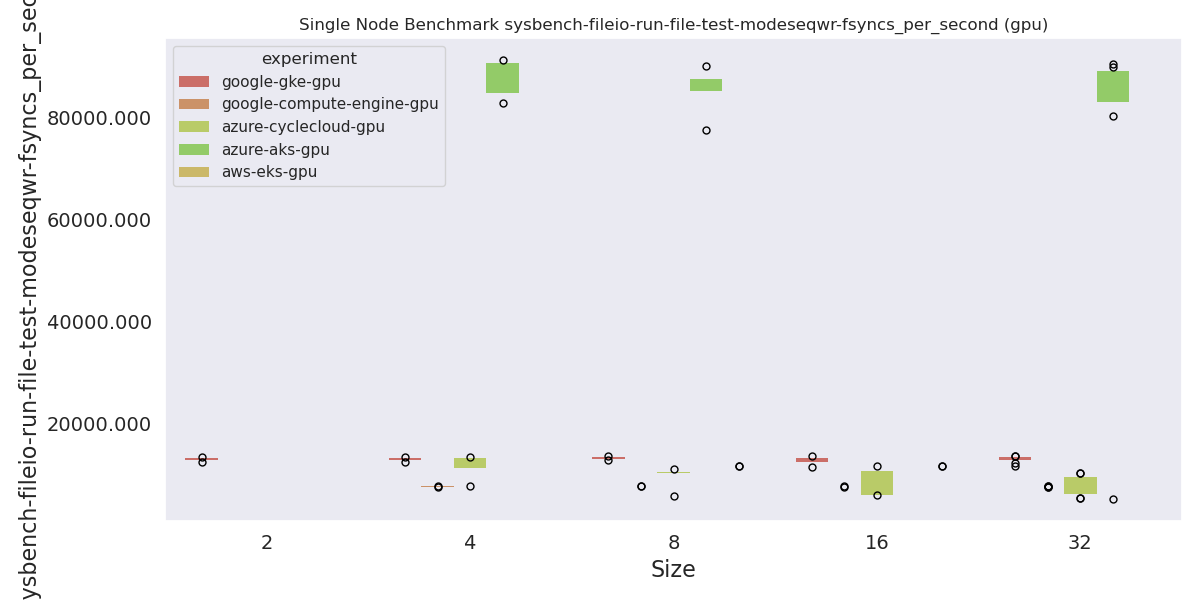 Single Node Benchmark sysbench-fileio-run-file-test-modeseqwr-fsyncs_per_second (gpu)
ysbench-fileio-run-file-test-modeseqwr-fsyncs_per_sec
experiment
google-gke-gpu
google-compute-engine-gpu
azure-cyclecloud-gpu
azure-aks-gpu
aws-eks-gpu
80000.000
60000.000
40000.000
20000.000
2 4 8 16 32
Size